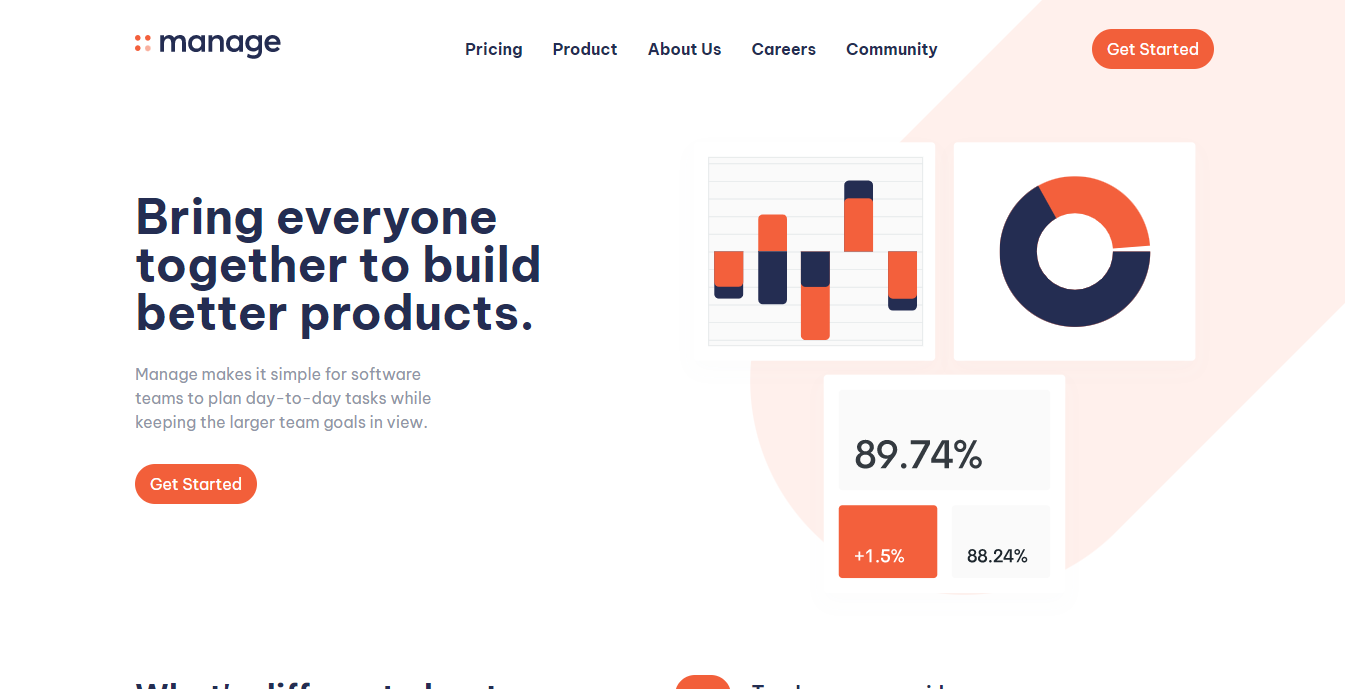 manage
Pricing Product About Us Careers Community
Get Started
Bring everyone
together to build
better products.
Manage makes it simple for software
teams to plan day-to-day tasks while
keeping the larger team goals in view.
Get Started
89.74%
+1.5%
88.24%